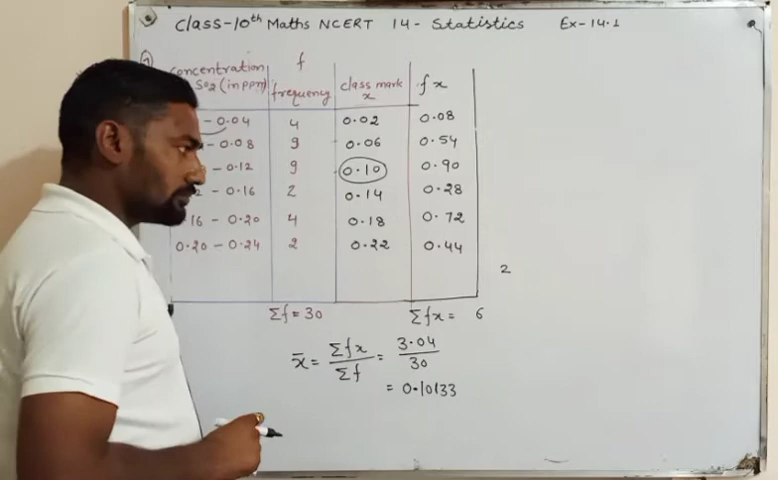 Class-10th Maths NCERT 14- Statistics Ex-14.1
f
concentration SO2 (in ppm) frequency class mark x fx
- 0.04 4 0.02 0.08
- 0.08 9 0.06 0.54
- 0.12 9 0.10 0.90
- 0.16 2 0.14 0.28
16 - 0.20 4 0.18 0.72
0.20 - 0.24 2 0.22 0.44
2
Σf = 30 Σfx = 6
x̄ = Σfx / Σf = 3.04 / 30
= 0.10133